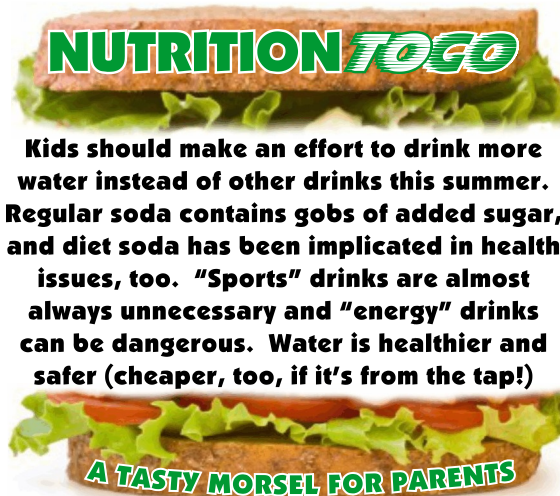 NUTRITION TOGO
Kids should make an effort to drink more
water instead of other drinks this summer.
Regular soda contains gobs of added sugar,
and diet soda has been implicated in health
issues, too.  “Sports” drinks are almost
always unnecessary and “energy” drinks
can be dangerous.  Water is healthier and
safer (cheaper, too, if it’s from the tap!)
A TASTY MORSEL FOR PARENTS